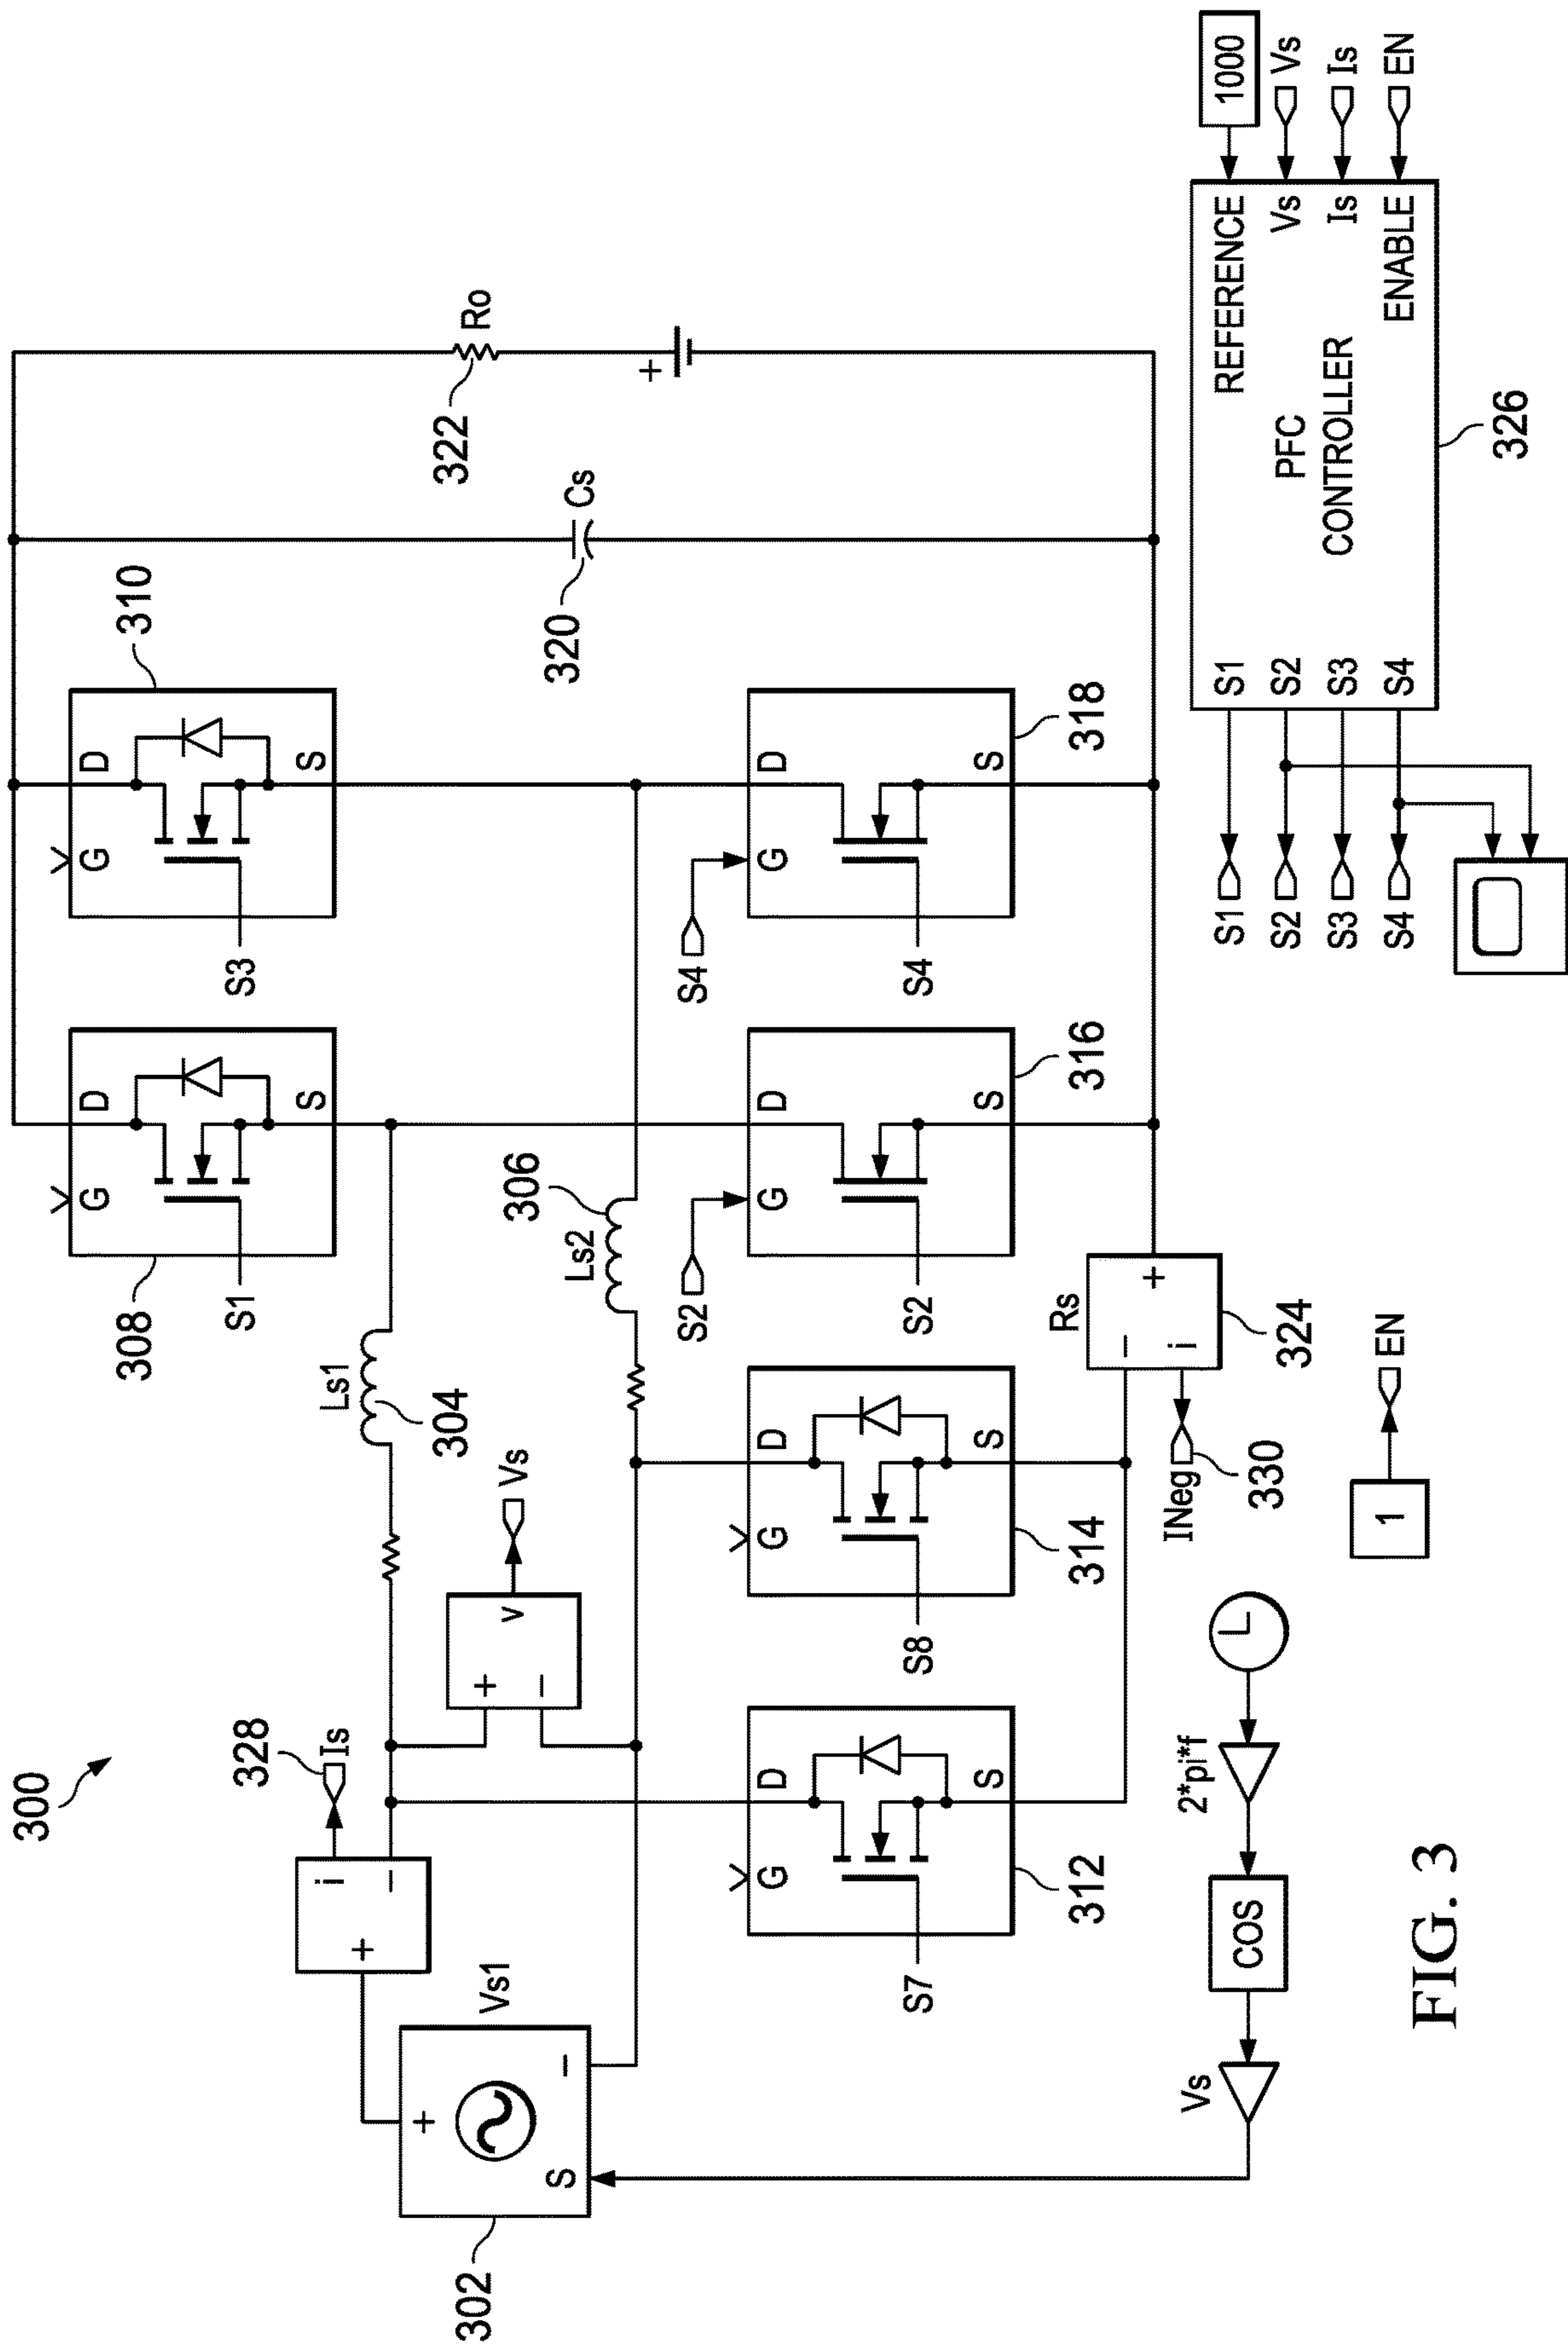 300
302
Vs1
+
−
S
+
−
i
328
Is
+
−
v
Vs
Ls1
304
Ls2
306
308
D
G
S
S1
310
D
G
S
S3
312
D
G
S
S7
314
D
G
S
S8
316
D
G
S
S2
S2
318
D
G
S
S4
S4
320
Cs
322
Ro
+
Rs
−
+
i
324
INeg
330
1
EN
Vs
COS
2*pi*f
S1
S2
S3
S4
S1
S2
S3
S4
PFC
CONTROLLER
REFERENCE
Vs
Is
ENABLE
1000
Vs
Is
EN
326
FIG. 3